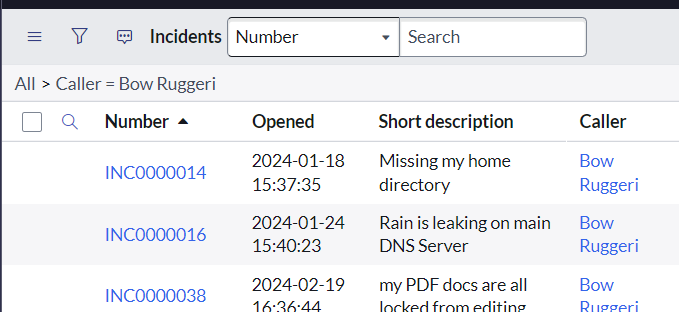 Incidents Number Search
All > Caller = Bow Ruggeri
Number Opened Short description Caller
INC0000014 2024-01-18 15:37:35 Missing my home directory Bow Ruggeri
INC0000016 2024-01-24 15:40:23 Rain is leaking on main DNS Server Bow Ruggeri
INC0000038 2024-02-19 16:36:44 my PDF docs are all locked from editing Bow Ruggeri